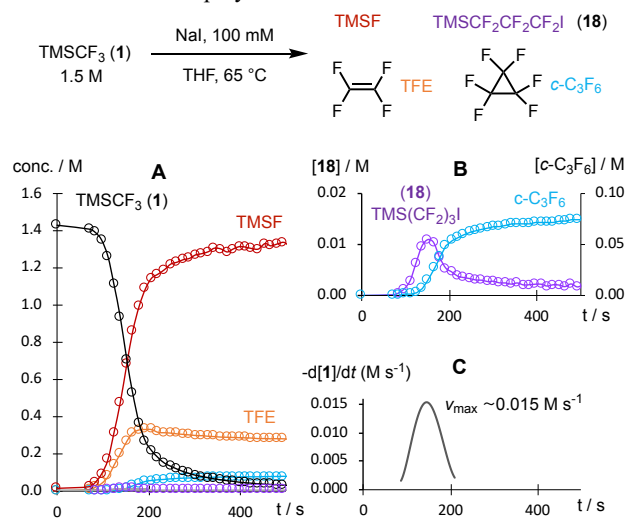 TMSCF₃ (1)
1.5 M
NaI, 100 mM
THF, 65 °C
TMSF
TMSCF₂CF₂CF₂I (18)
F F
F F
TFE
F F
F F
F F
c-C₃F₆
conc. / M
A
1.6
1.4
1.2
1.0
0.8
0.6
0.4
0.2
0.0
TMSCF₃ (1)
TMSF
TFE
0
200
400
t / s
[18] / M
B
[c-C₃F₆] / M
0.02
0.01
0.00
0.10
0.05
0.00
(18)
TMS(CF₂)₃I
c-C₃F₆
0
200
400
t / s
-d[1]/dt (M s⁻¹)
C
0.015
0.010
0.005
0.000
vmax ~0.015 M s⁻¹
0
200
400
t / s